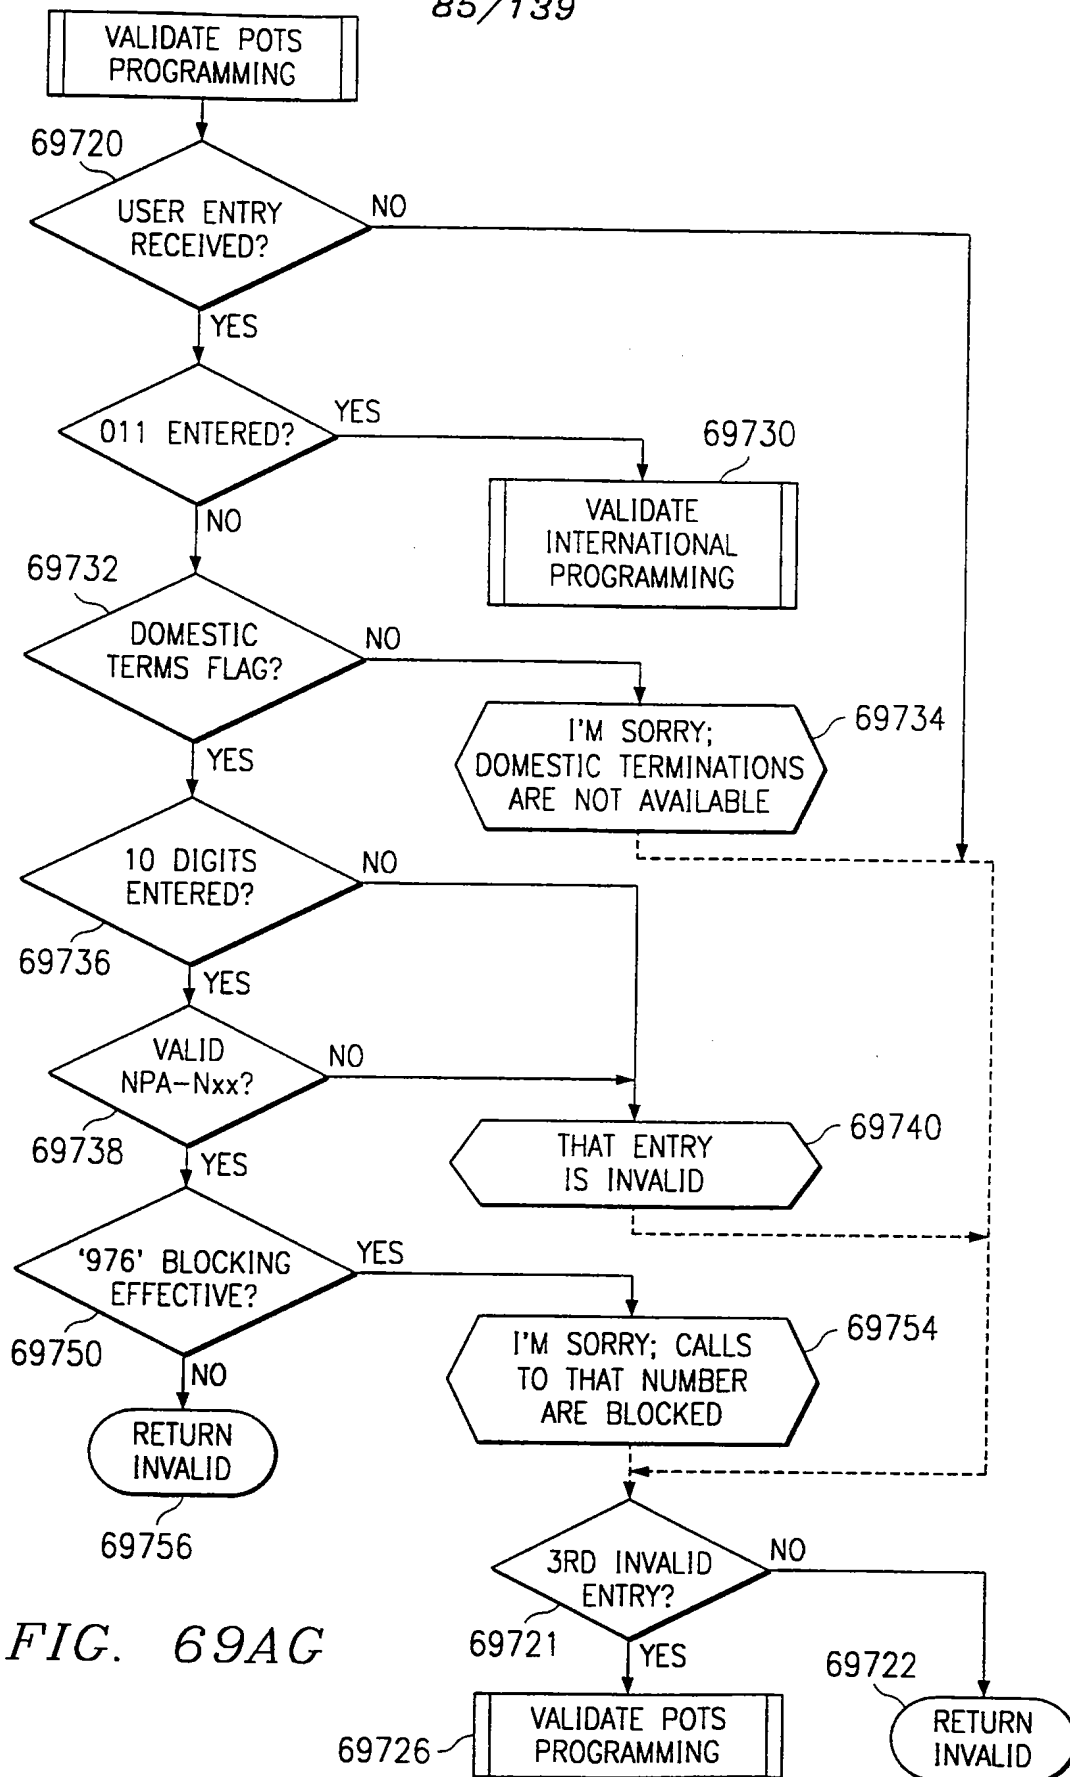 85/139
VALIDATE POTS
PROGRAMMING
69720
USER ENTRY
RECEIVED?
NO
YES
011 ENTERED?
YES
NO
69730
VALIDATE
INTERNATIONAL
PROGRAMMING
69732
DOMESTIC
TERMS FLAG?
NO
YES
I'M SORRY;
DOMESTIC TERMINATIONS
ARE NOT AVAILABLE
69734
10 DIGITS
ENTERED?
NO
69736
YES
VALID
NPA-Nxx?
NO
69738
YES
THAT ENTRY
IS INVALID
69740
'976' BLOCKING
EFFECTIVE?
YES
69750
NO
I'M SORRY; CALLS
TO THAT NUMBER
ARE BLOCKED
69754
RETURN
INVALID
69756
3RD INVALID
ENTRY?
NO
69721
YES
69722
VALIDATE POTS
PROGRAMMING
69726
RETURN
INVALID
FIG. 69AG